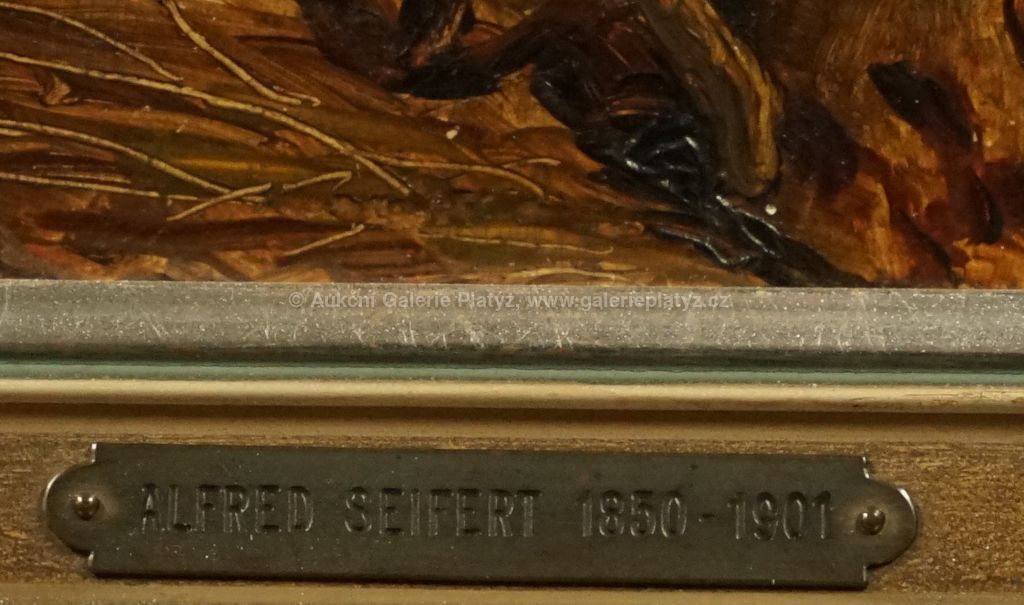 © Aukční Galerie Platýz, www.galerieplatyz.cz
ALFRED SEIFERT 1850-1901